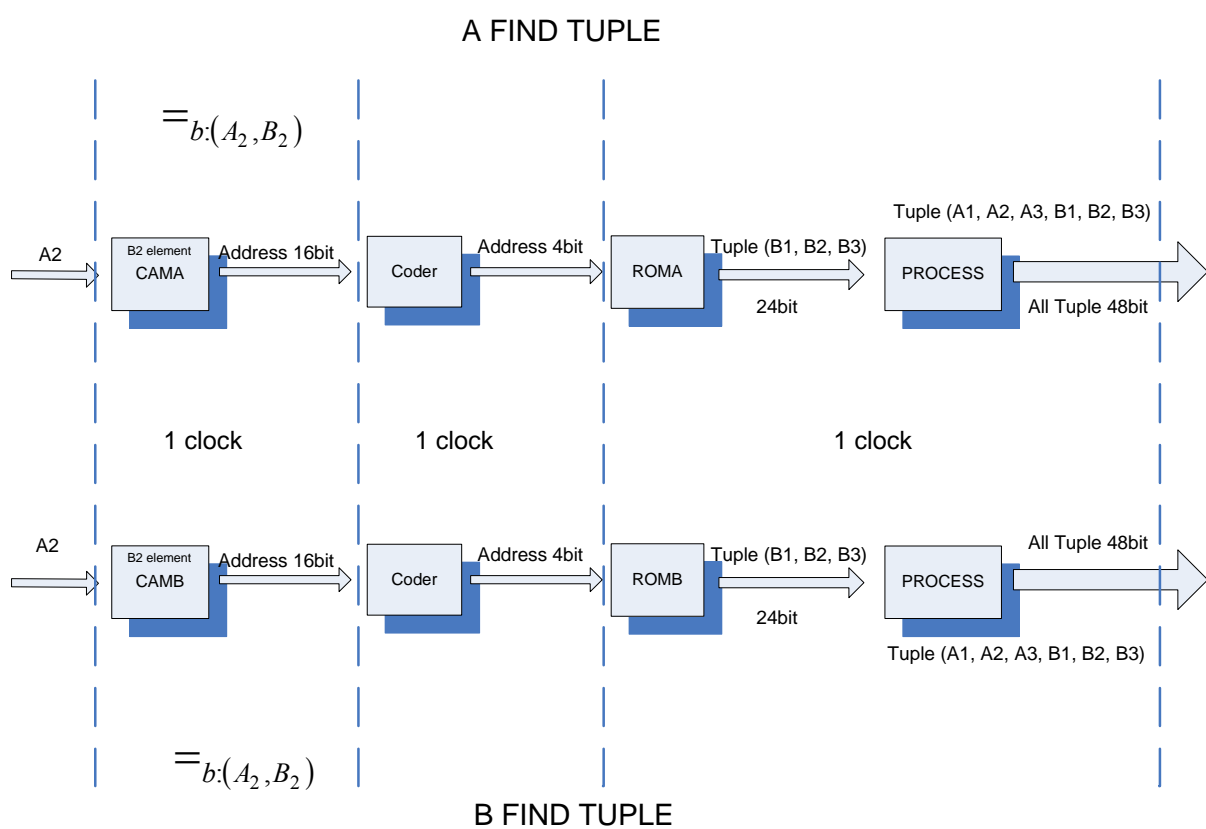 A FIND TUPLE
=b:(A2,B2)
Tuple (A1, A2, A3, B1, B2, B3)
A2
B2 element
CAMA
Address 16bit
Coder
Address 4bit
ROMA
Tuple (B1, B2, B3)
24bit
PROCESS
All Tuple 48bit
1 clock
1 clock
1 clock
A2
B2 element
CAMB
Address 16bit
Coder
Address 4bit
ROMB
Tuple (B1, B2, B3)
24bit
PROCESS
All Tuple 48bit
Tuple (A1, A2, A3, B1, B2, B3)
=b:(A2,B2)
B FIND TUPLE